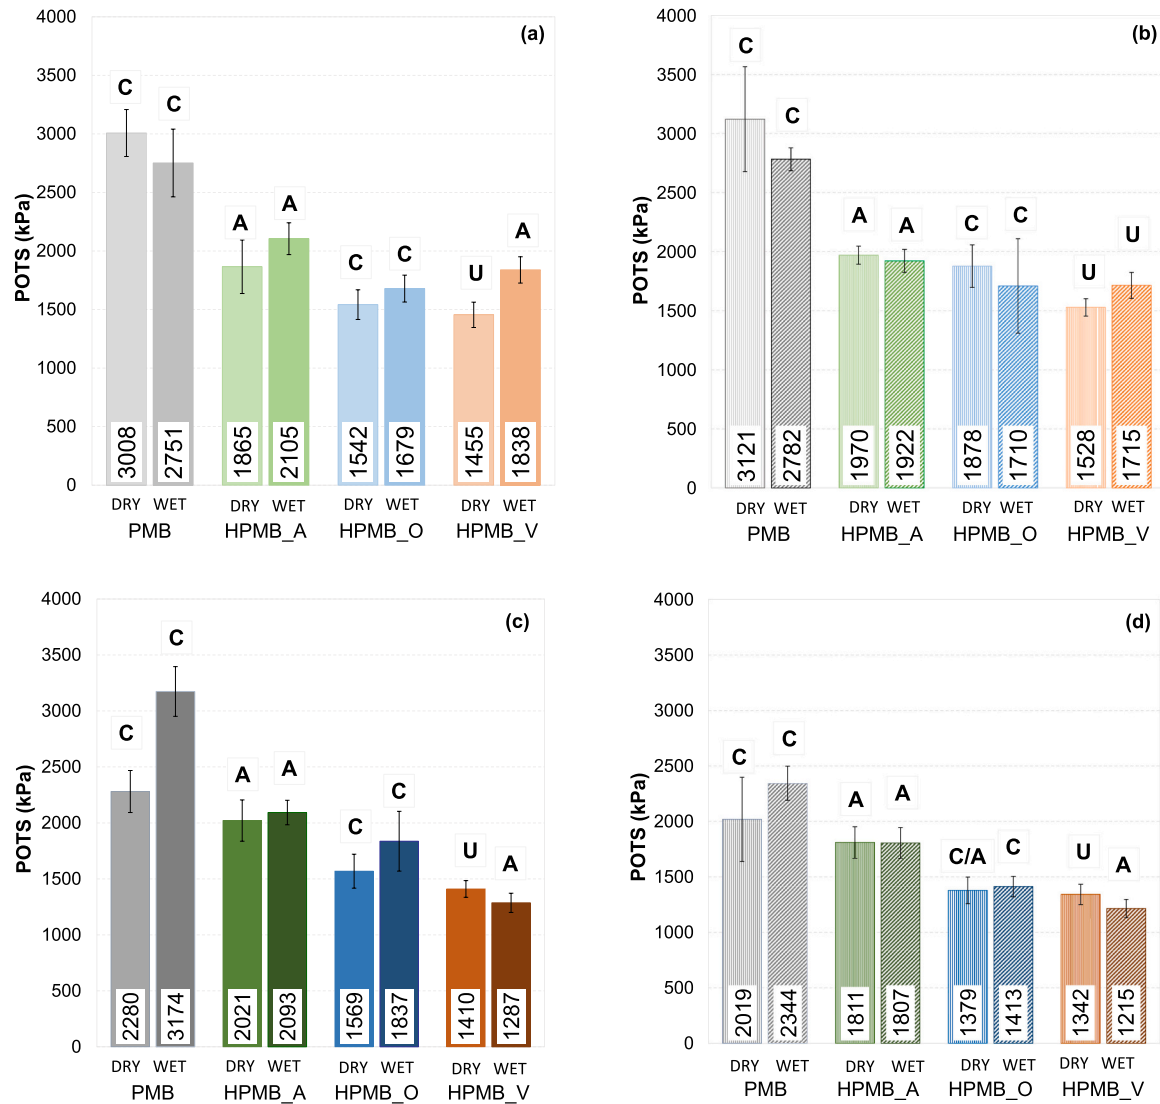 (a)
POTS (kPa)
4000
3500
3000
2500
2000
1500
1000
500
0
C
C
A
A
C
C
U
A
3008
2751
1865
2105
1542
1679
1455
1838
DRY WET DRY WET DRY WET DRY WET
PMB HPMB_A HPMB_O HPMB_V
(b)
POTS (kPa)
4000
3500
3000
2500
2000
1500
1000
500
0
C
C
A
A
C
C
U
U
3121
2782
1970
1922
1878
1710
1528
1715
DRY WET DRY WET DRY WET DRY WET
PMB HPMB_A HPMB_O HPMB_V
(c)
POTS (kPa)
4000
3500
3000
2500
2000
1500
1000
500
0
C
C
A
A
C
C
U
A
2280
3174
2021
2093
1569
1837
1410
1287
DRY WET DRY WET DRY WET DRY WET
PMB HPMB_A HPMB_O HPMB_V
(d)
POTS (kPa)
4000
3500
3000
2500
2000
1500
1000
500
0
C
C
A
A
C/A
C
U
A
2019
2344
1811
1807
1379
1413
1342
1215
DRY WET DRY WET DRY WET DRY WET
PMB HPMB_A HPMB_O HPMB_V